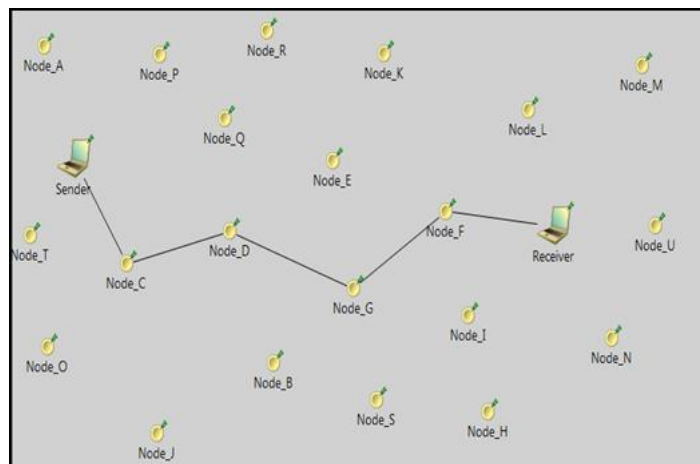 Node_A
Node_P
Node_R
Node_K
Node_M
Node_L
Node_Q
Node_E
Sender
Node_T
Node_C
Node_D
Node_F
Receiver
Node_U
Node_G
Node_I
Node_N
Node_O
Node_B
Node_S
Node_H
Node_J